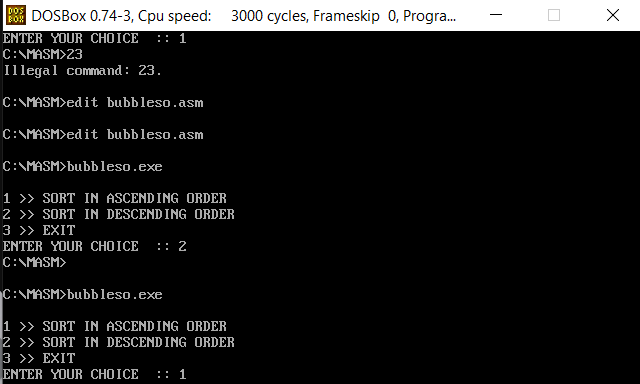 DOS
BOX
DOSBox 0.74-3, Cpu speed:     3000 cycles, Frameskip  0, Progra...
ENTER YOUR CHOICE  :: 1
C:\MASM>23
Illegal command: 23.
C:\MASM>edit bubbleso.asm
C:\MASM>edit bubbleso.asm
C:\MASM>bubbleso.exe
1 >> SORT IN ASCENDING ORDER
2 >> SORT IN DESCENDING ORDER
3 >> EXIT
ENTER YOUR CHOICE  :: 2
C:\MASM>
C:\MASM>bubbleso.exe
1 >> SORT IN ASCENDING ORDER
2 >> SORT IN DESCENDING ORDER
3 >> EXIT
ENTER YOUR CHOICE  :: 1